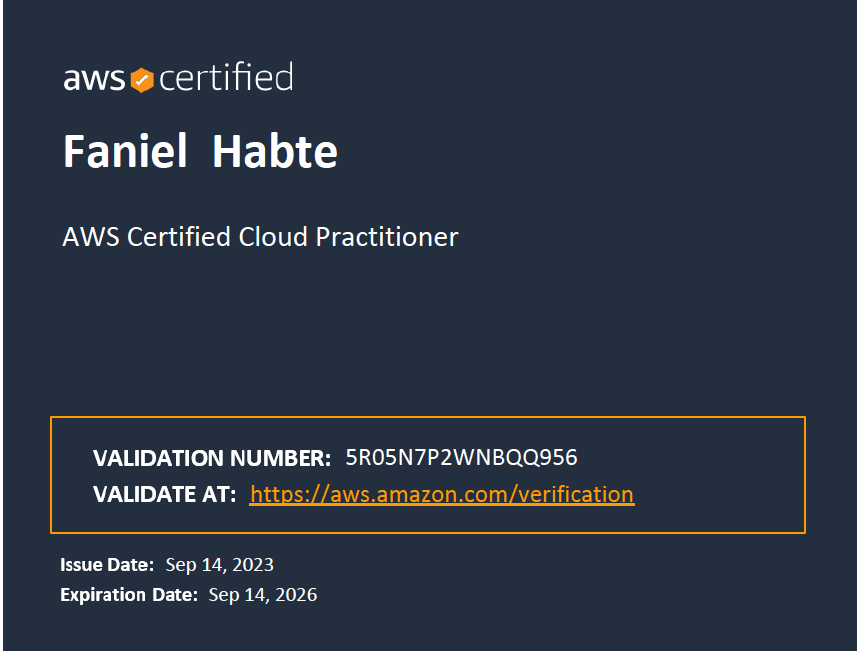 aws certified
Faniel Habte
AWS Certified Cloud Practitioner
VALIDATION NUMBER: 5R05N7P2WNBQQ956
VALIDATE AT: https://aws.amazon.com/verification
Issue Date: Sep 14, 2023
Expiration Date: Sep 14, 2026